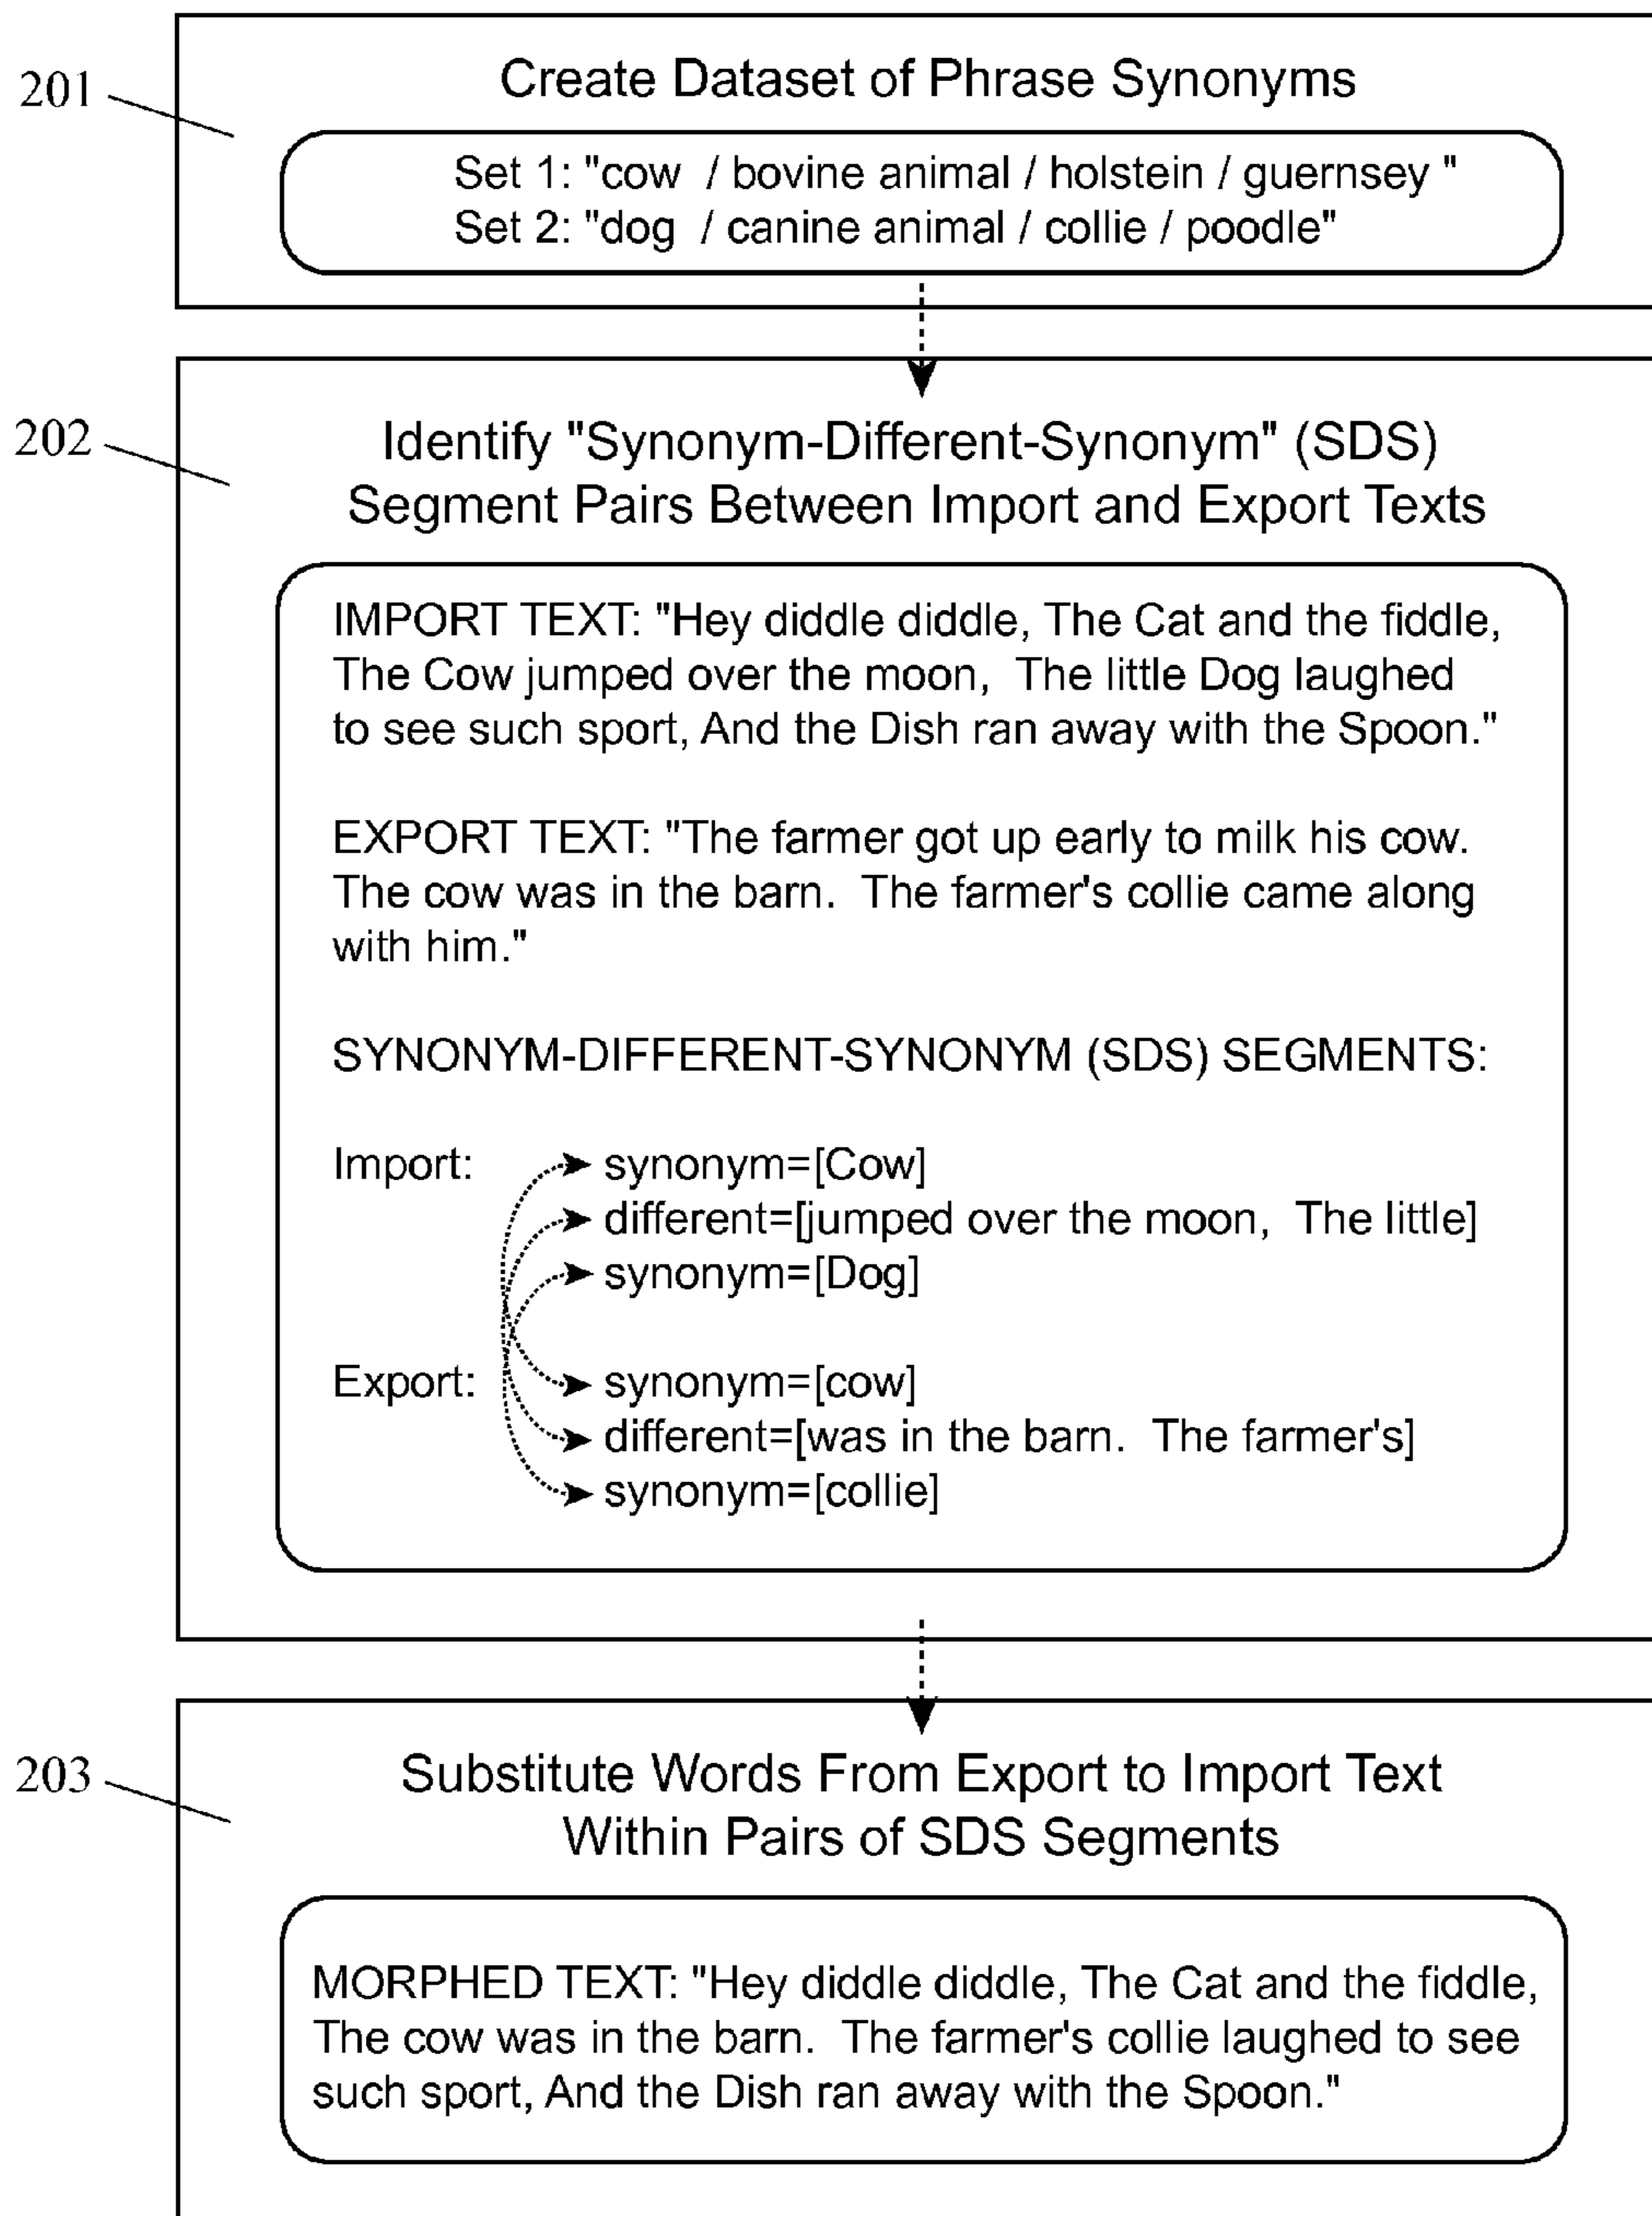 201
Create Dataset of Phrase Synonyms
Set 1: "cow / bovine animal / holstein / guernsey "
Set 2: "dog / canine animal / collie / poodle"
202
Identify "Synonym-Different-Synonym" (SDS)
Segment Pairs Between Import and Export Texts
IMPORT TEXT: "Hey diddle diddle, The Cat and the fiddle,
The Cow jumped over the moon, The little Dog laughed
to see such sport, And the Dish ran away with the Spoon."
EXPORT TEXT: "The farmer got up early to milk his cow.
The cow was in the barn. The farmer's collie came along
with him."
SYNONYM-DIFFERENT-SYNONYM (SDS) SEGMENTS:
Import: synonym=[Cow]
different=[jumped over the moon, The little]
synonym=[Dog]
Export: synonym=[cow]
different=[was in the barn. The farmer's]
synonym=[collie]
203
Substitute Words From Export to Import Text
Within Pairs of SDS Segments
MORPHED TEXT: "Hey diddle diddle, The Cat and the fiddle,
The cow was in the barn. The farmer's collie laughed to see
such sport, And the Dish ran away with the Spoon."